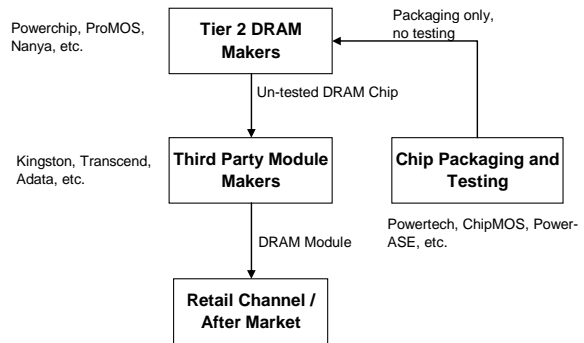 Powerchip, ProMOS,
Nanya, etc.
Tier 2 DRAM
Makers
Packaging only,
no testing
Un-tested DRAM Chip
Kingston, Transcend,
Adata, etc.
Third Party Module
Makers
Chip Packaging and
Testing
Powertech, ChipMOS, Power-
ASE, etc.
DRAM Module
Retail Channel /
After Market